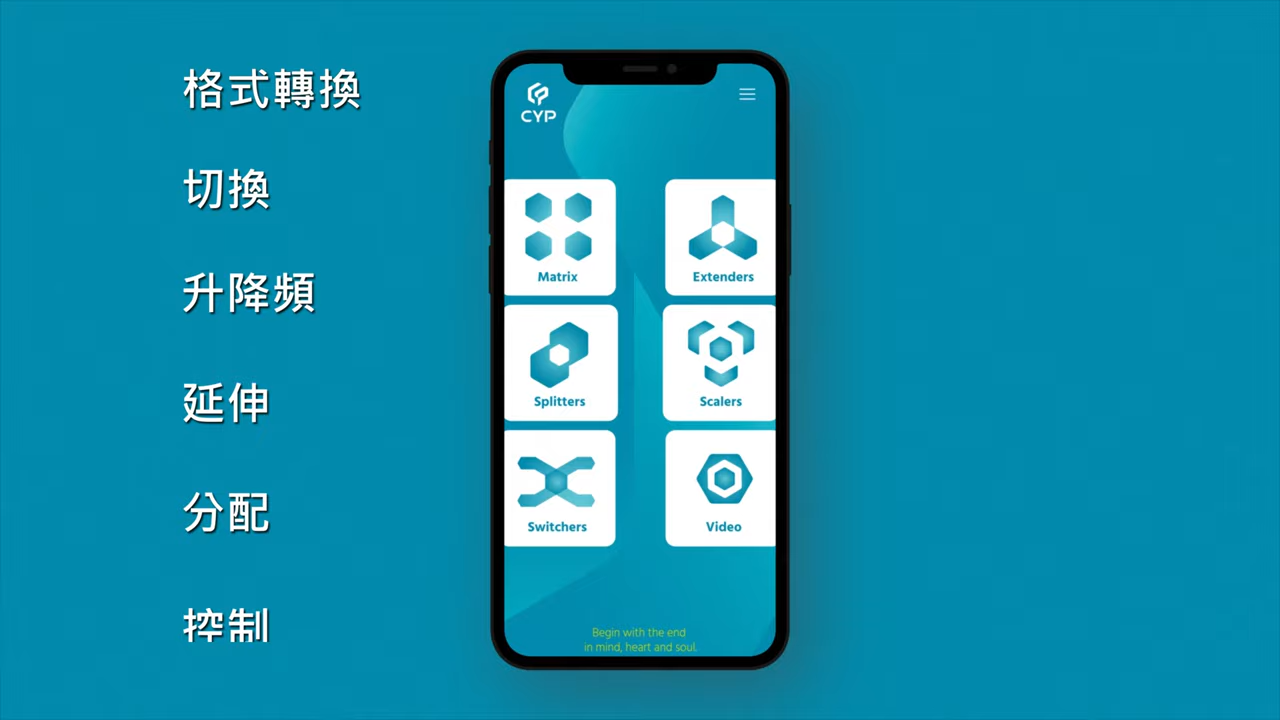 格式轉換
切換
升降頻
延伸
分配
控制
CYP
Matrix
Extenders
Splitters
Scalers
Switchers
Video
Begin with the end
in mind, heart and soul.